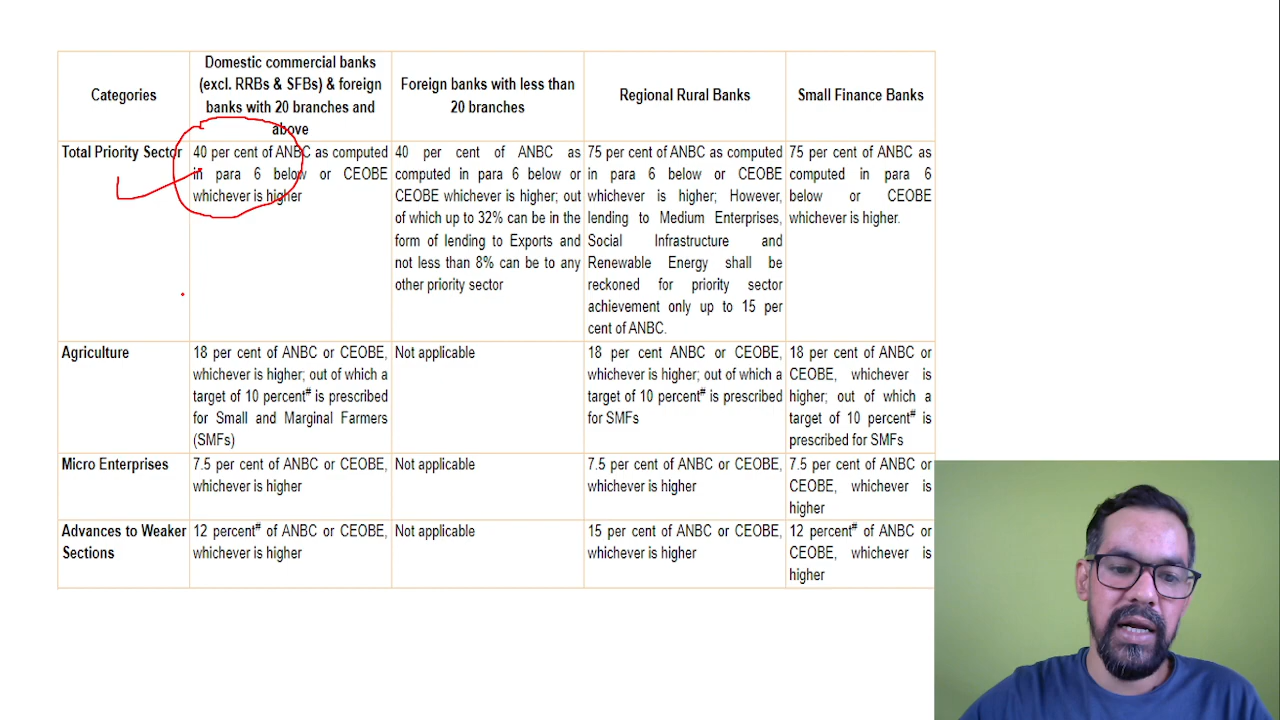 Categories
Domestic commercial banks
(excl. RRBs & SFBs) & foreign
banks with 20 branches and
above
Foreign banks with less than
20 branches
Regional Rural Banks
Small Finance Banks
Total Priority Sector
40 per cent of ANBC as computed
in para 6 below or CEOBE
whichever is higher
40 per cent of ANBC as
computed in para 6 below or
CEOBE whichever is higher; out
of which up to 32% can be in the
form of lending to Exports and
not less than 8% can be to any
other priority sector
75 per cent of ANBC as computed
in para 6 below or CEOBE
whichever is higher; However,
lending to Medium Enterprises,
Social Infrastructure and
Renewable Energy shall be
reckoned for priority sector
achievement only up to 15 per
cent of ANBC.
75 per cent of ANBC as
computed in para 6
below or CEOBE
whichever is higher.
Agriculture
18 per cent of ANBC or CEOBE,
whichever is higher; out of which a
target of 10 percent# is prescribed
for Small and Marginal Farmers
(SMFs)
Not applicable
18 per cent ANBC or CEOBE,
whichever is higher; out of which a
target of 10 percent# is prescribed
for SMFs
18 per cent of ANBC or
CEOBE, whichever is
higher; out of which a
target of 10 percent# is
prescribed for SMFs
Micro Enterprises
7.5 per cent of ANBC or CEOBE,
whichever is higher
Not applicable
7.5 per cent of ANBC or CEOBE,
whichever is higher
7.5 per cent of ANBC or
CEOBE, whichever is
higher
Advances to Weaker
Sections
12 percent# of ANBC or CEOBE,
whichever is higher
Not applicable
15 per cent of ANBC or CEOBE,
whichever is higher
12 percent# of ANBC or
CEOBE, whichever is
higher